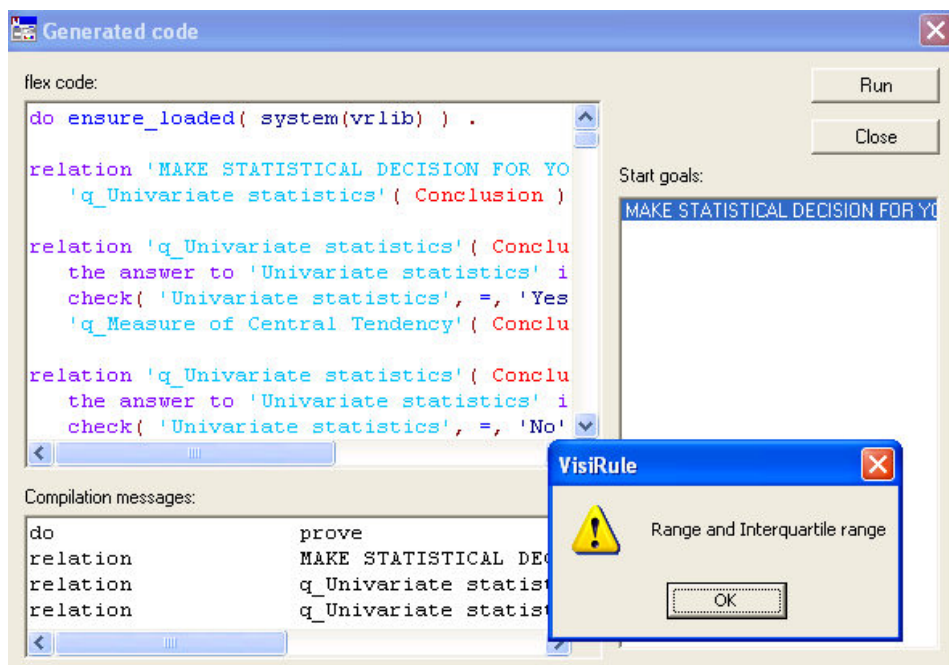 Generated code
flex code:
do ensure_loaded( system(vrlib) ) .
relation 'MAKE STATISTICAL DECISION FOR YO
'q_Univariate statistics'( Conclusion )
relation 'q_Univariate statistics'( Conclu
the answer to 'Univariate statistics' i
check( 'Univariate statistics', =, 'Yes
'q_Measure of Central Tendency'( Conclu
relation 'q_Univariate statistics'( Conclu
the answer to 'Univariate statistics' i
check( 'Univariate statistics', =, 'No'
Run
Close
Start goals:
MAKE STATISTICAL DECISION FOR YO
Compilation messages:
do prove
relation MAKE STATISTICAL DEC
relation q_Univariate statist
relation q_Univariate statist
VisiRule
Range and Interquartile range
OK